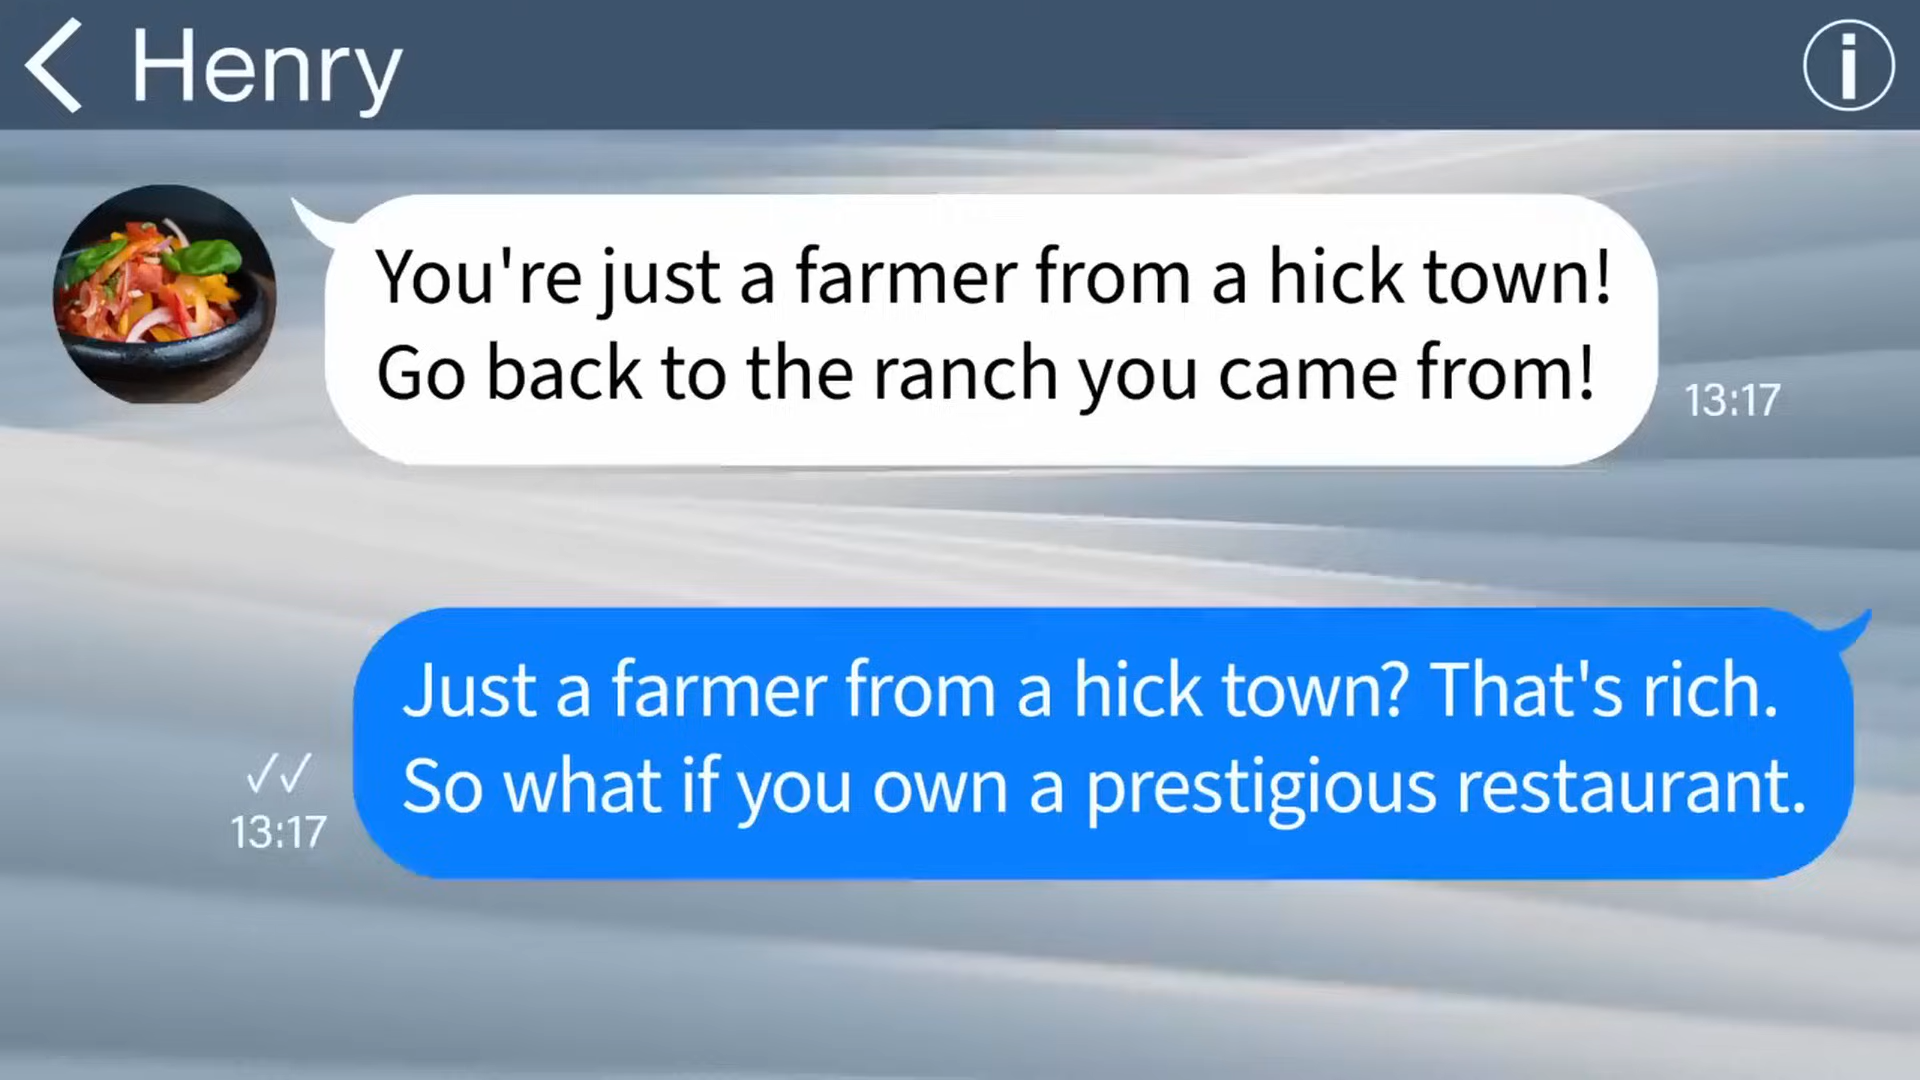 Henry
You're just a farmer from a hick town!
Go back to the ranch you came from!
13:17
Just a farmer from a hick town? That's rich.
So what if you own a prestigious restaurant.
13:17